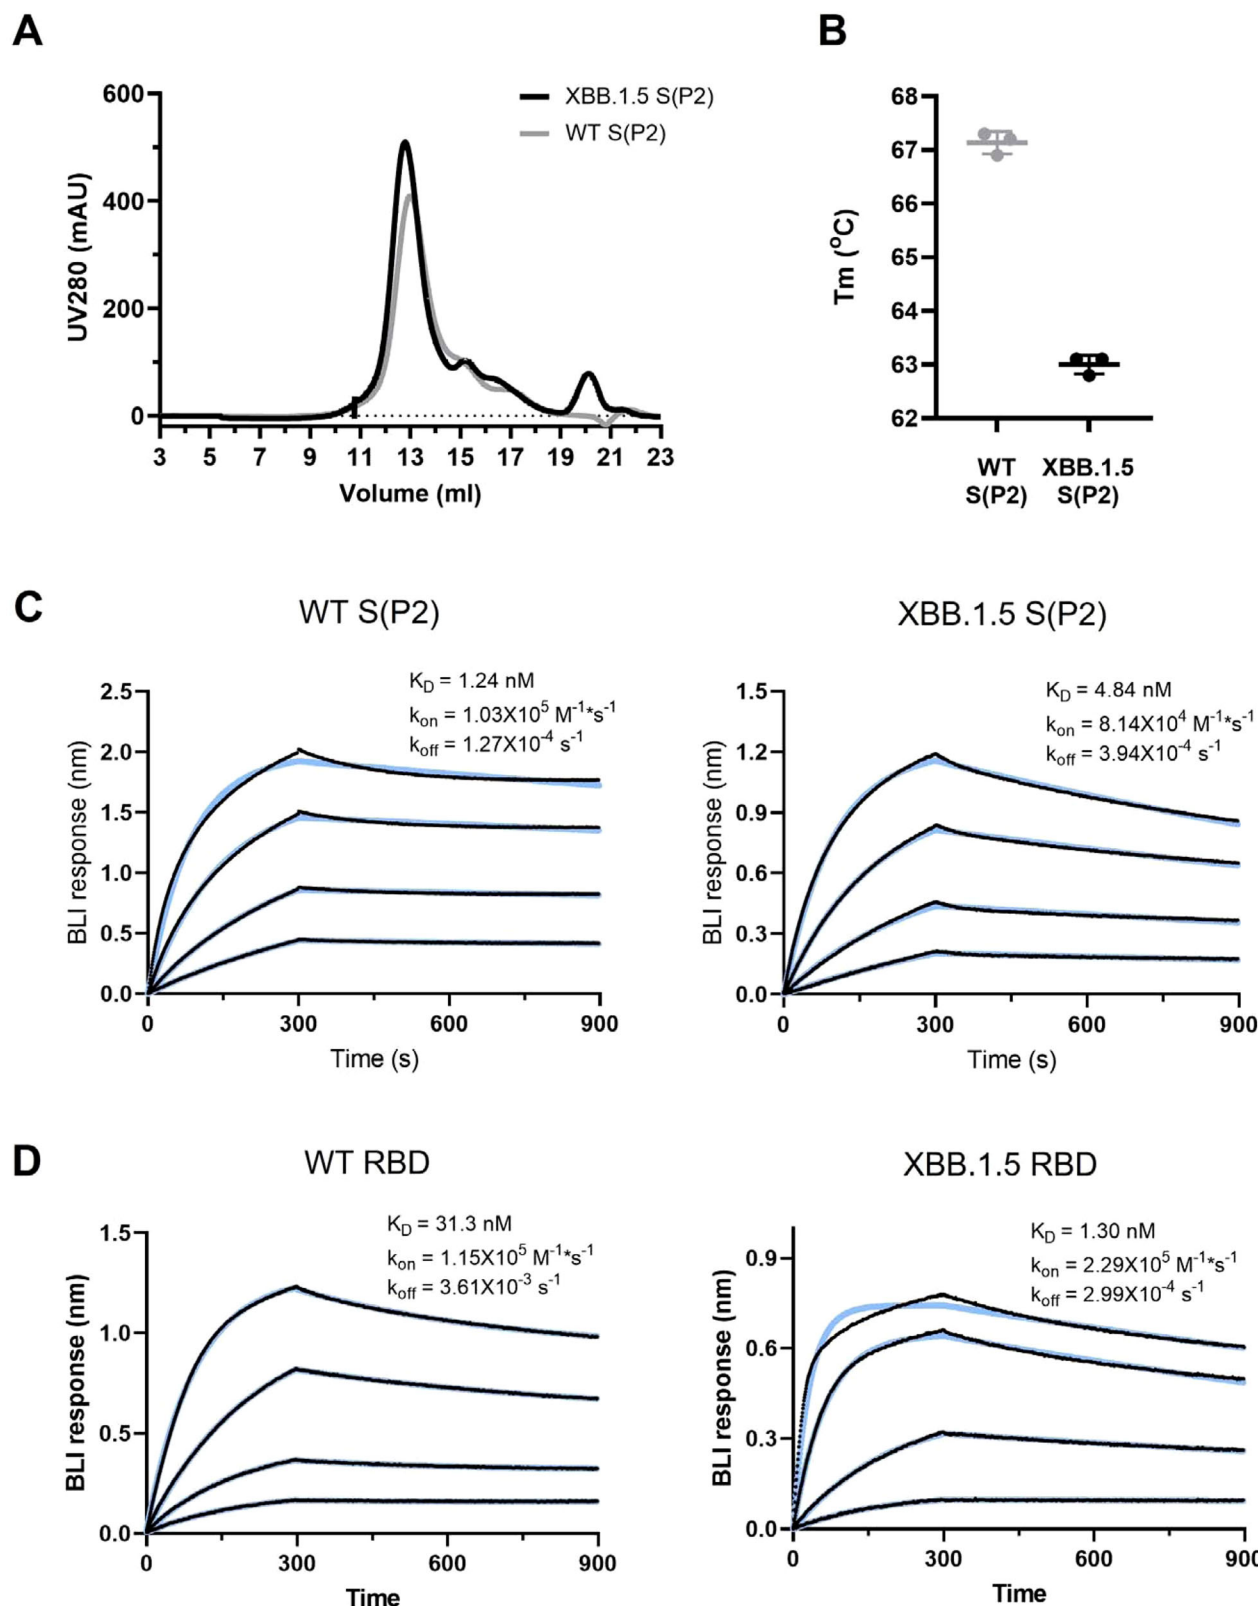 A
600
400
200
0
UV280 (mAU)
XBB.1.5 S(P2)
WT S(P2)
3 5 7 9 11 13 15 17 19 21 23
Volume (ml)
B
68
67
66
65
64
63
62
Tm (°C)
WT S(P2)
XBB.1.5 S(P2)
C
WT S(P2)
K_D = 1.24 nM
k_on = 1.03X10^5 M^-1*s^-1
k_off = 1.27X10^-4 s^-1
2.5
2.0
1.5
1.0
0.5
0.0
BLI response (nm)
0 300 600 900
Time (s)
XBB.1.5 S(P2)
K_D = 4.84 nM
k_on = 8.14X10^4 M^-1*s^-1
k_off = 3.94X10^-4 s^-1
1.5
1.2
0.9
0.6
0.3
0.0
BLI response (nm)
0 300 600 900
Time (s)
D
WT RBD
K_D = 31.3 nM
k_on = 1.15X10^5 M^-1*s^-1
k_off = 3.61X10^-3 s^-1
1.5
1.0
0.5
0.0
BLI response (nm)
0 300 600 900
Time
XBB.1.5 RBD
K_D = 1.30 nM
k_on = 2.29X10^5 M^-1*s^-1
k_off = 2.99X10^-4 s^-1
0.9
0.6
0.3
0.0
BLI response (nm)
0 300 600 900
Time